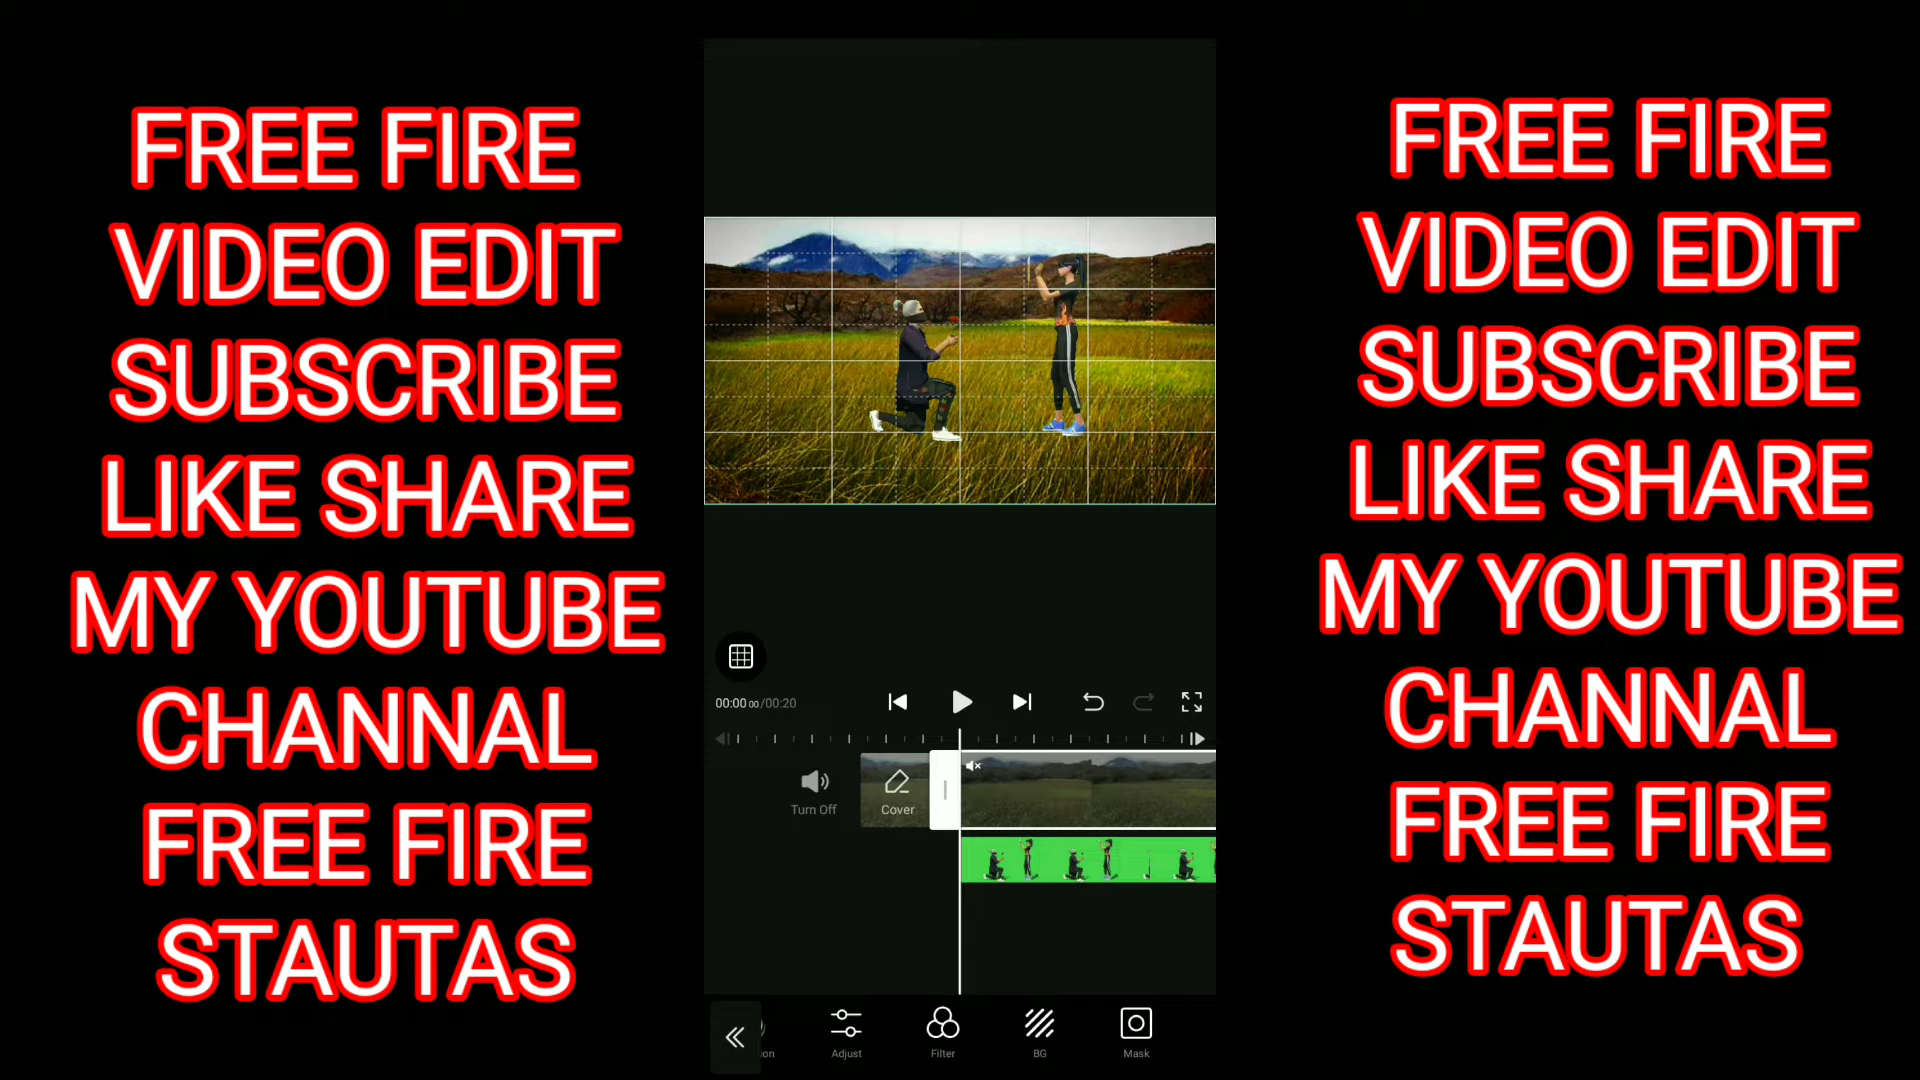 FREE FIRE
VIDEO EDIT
SUBSCRIBE
LIKE SHARE
MY YOUTUBE
CHANNAL
FREE FIRE
STAUTAS
00:00 00/00:20
Turn Off
Cover
ion
Adjust
Filter
BG
Mask
FREE FIRE
VIDEO EDIT
SUBSCRIBE
LIKE SHARE
MY YOUTUBE
CHANNAL
FREE FIRE
STAUTAS